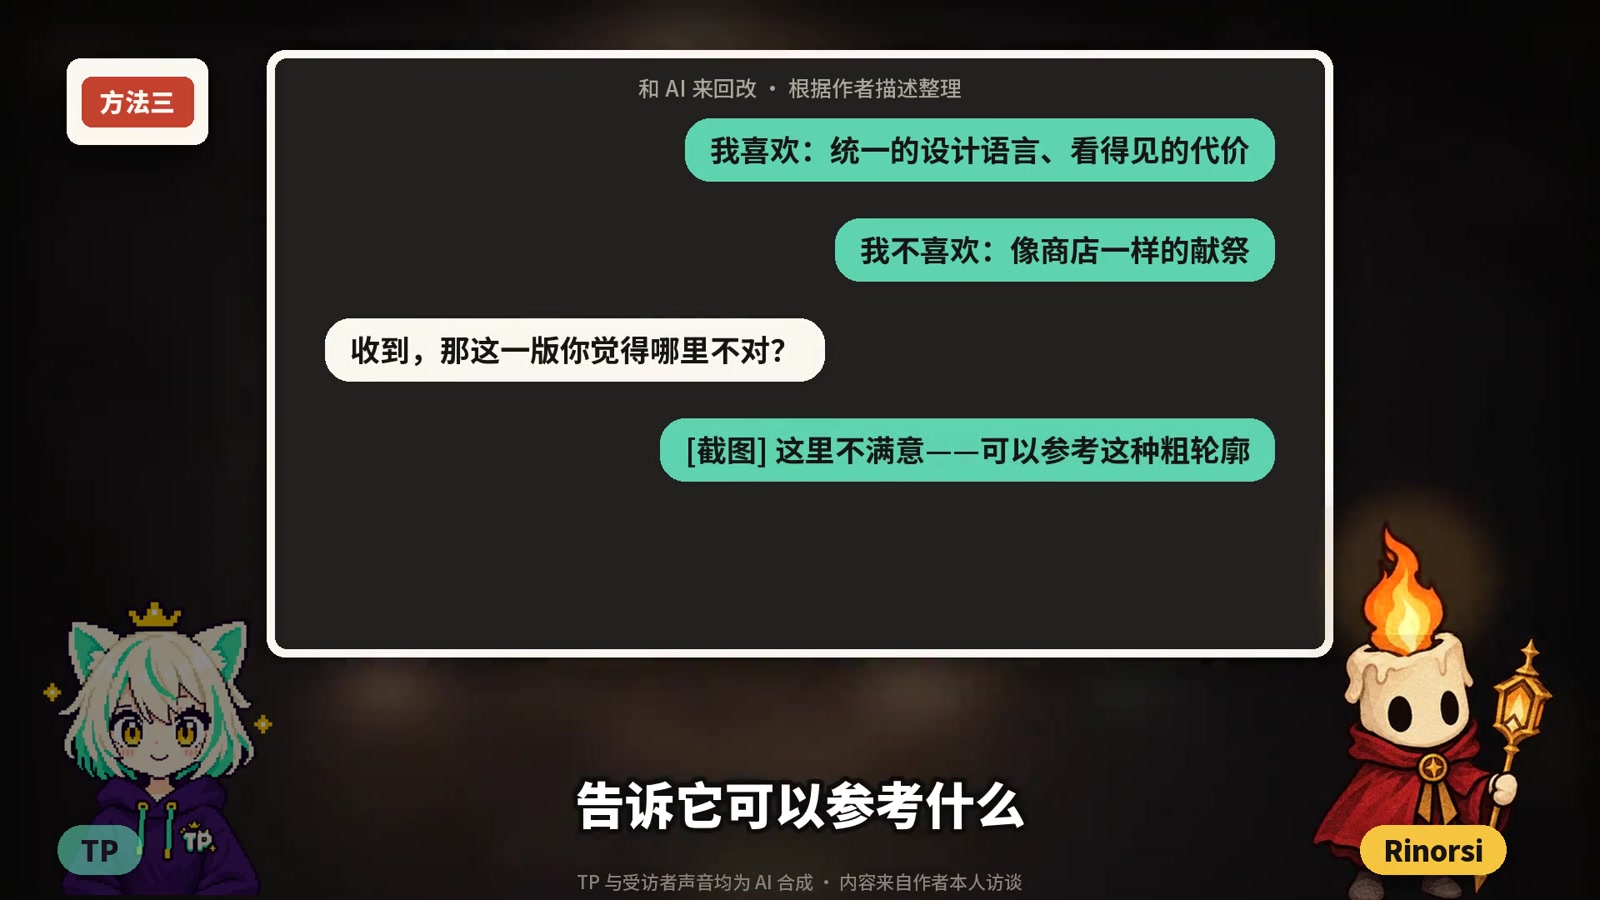 方法三
和 AI 来回改 · 根据作者描述整理
我喜欢：统一的设计语言、看得见的代价
我不喜欢：像商店一样的献祭
收到，那这一版你觉得哪里不对？
[截图] 这里不满意——可以参考这种粗轮廓
TP
TP
告诉它可以参考什么
Rinorsi
TP 与受访者声音均为 AI 合成 · 内容来自作者本人访谈